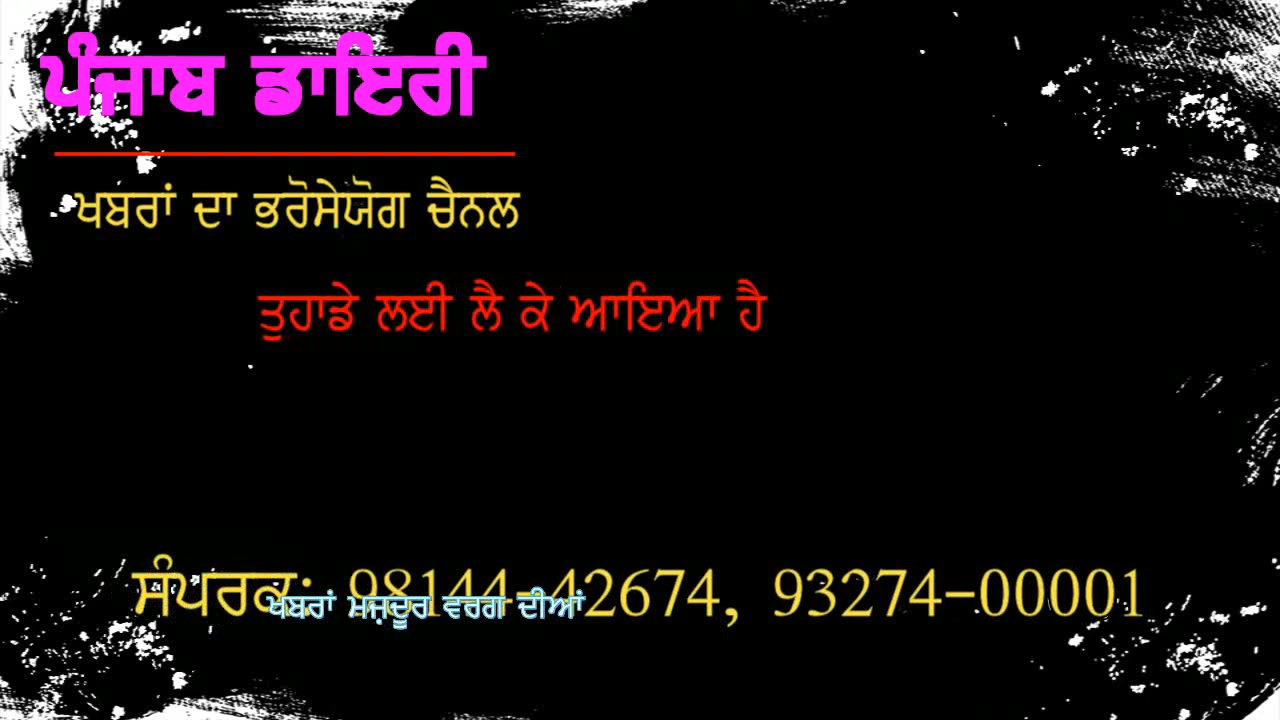 ਪੰਜਾਬ ਡਾਇਰੀ
ਖਬਰਾਂ ਦਾ ਭਰੋਸੇਯੋਗ ਚੈਨਲ
ਤੁਹਾਡੇ ਲਈ ਲੈ ਕੇ ਆਇਆ ਹੈ
ਸੰਪਰਕ: 98144-42674, 93274-00001
ਖਬਰਾਂ ਮਜ਼ਦੂਰ ਵਰਗ ਦੀਆਂ